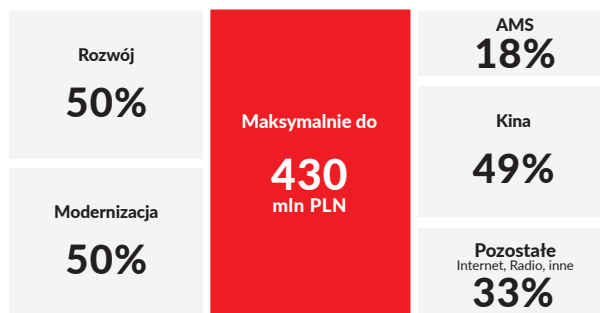 Rozwój
50%
Modernizacja
50%
Maksymalnie do
430
mln PLN
AMS
18%
Kina
49%
Pozostałe
Internet, Radio, inne
33%